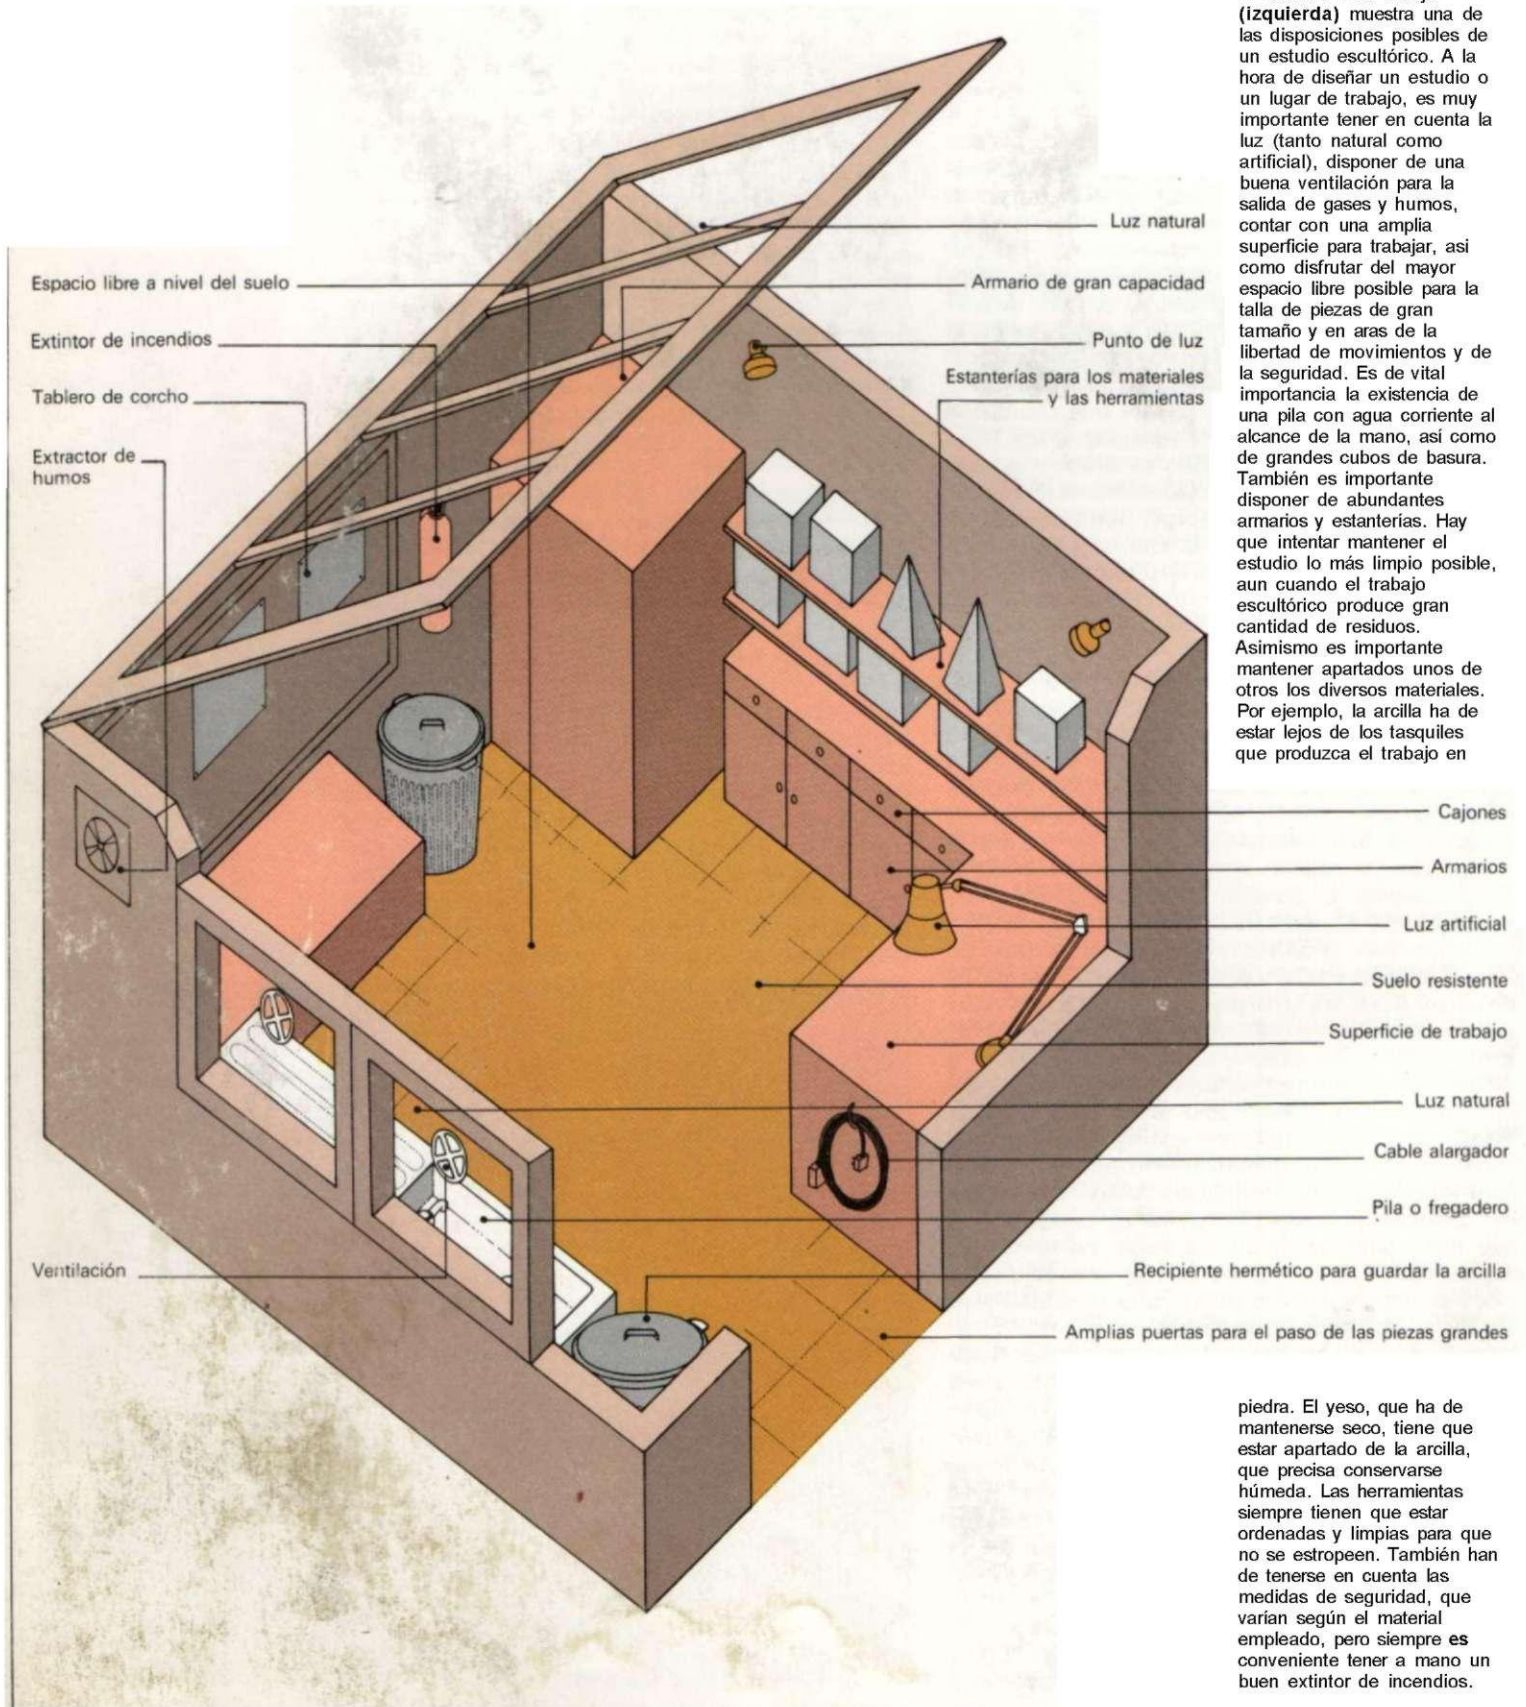 (izquierda) muestra una de
las disposiciones posibles de
un estudio escultórico. A la
hora de diseñar un estudio o
un lugar de trabajo, es muy
importante tener en cuenta la
luz (tanto natural como
artificial), disponer de una
buena ventilación para la
salida de gases y humos,
contar con una amplia
superficie para trabajar, asi
como disfrutar del mayor
espacio libre posible para la
talla de piezas de gran
tamaño y en aras de la
libertad de movimientos y de
la seguridad. Es de vital
importancia la existencia de
una pila con agua corriente al
alcance de la mano, así como
de grandes cubos de basura.
También es importante
disponer de abundantes
armarios y estanterías. Hay
que intentar mantener el
estudio lo más limpio posible,
aun cuando el trabajo
escultórico produce gran
cantidad de residuos.
Asimismo es importante
mantener apartados unos de
otros los diversos materiales.
Por ejemplo, la arcilla ha de
estar lejos de los tasquiles
que produzca el trabajo en
piedra. El yeso, que ha de
mantenerse seco, tiene que
estar apartado de la arcilla,
que precisa conservarse
húmeda. Las herramientas
siempre tienen que estar
ordenadas y limpias para que
no se estropeen. También han
de tenerse en cuenta las
medidas de seguridad, que
varían según el material
empleado, pero siempre es
conveniente tener a mano un
buen extintor de incendios.
Espacio libre a nivel del suelo
Extintor de incendios
Tablero de corcho
Extractor de
humos
Ventilación
Luz natural
Armario de gran capacidad
Punto de luz
Estanterías para los materiales
y las herramientas
Cajones
Armarios
Luz artificial
Suelo resistente
Superficie de trabajo
Luz natural
Cable alargador
Pila o fregadero
Recipiente hermético para guardar la arcilla
Amplias puertas para el paso de las piezas grandes